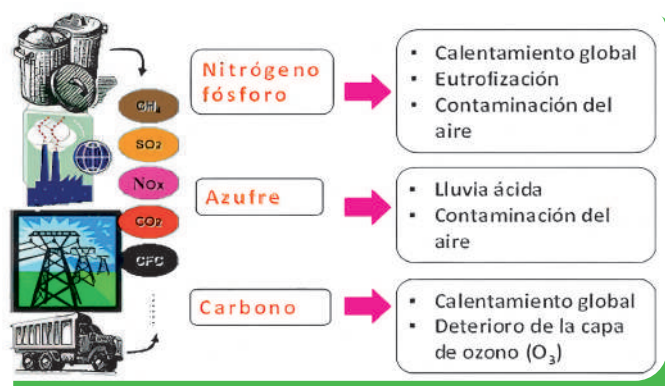 CH₄
SO₂
NOx
CO₂
CFC
Nitrógeno
fósforo
▪ Calentamiento global
▪ Eutrofización
▪ Contaminación del
aire
Azufre
▪ Lluvia ácida
▪ Contaminación del
aire
Carbono
▪ Calentamiento global
▪ Deterioro de la capa
de ozono (O₃)